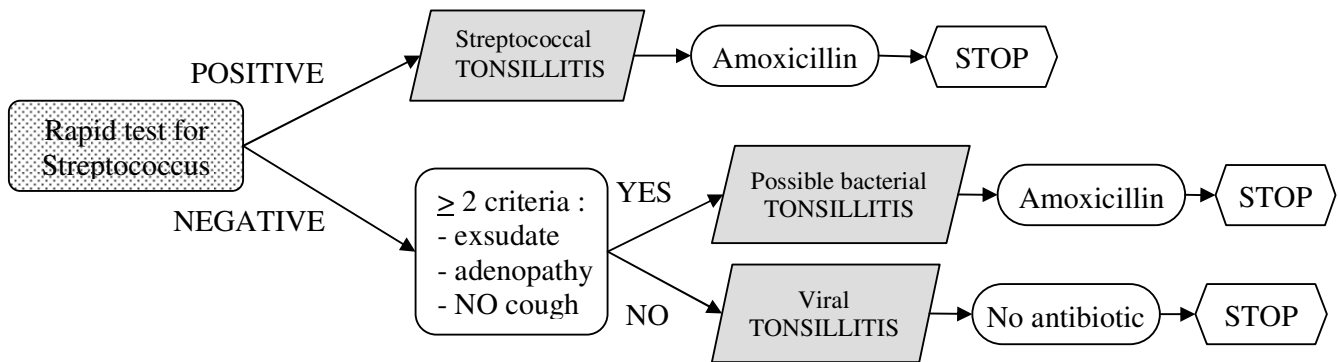 Rapid test for
Streptococcus
POSITIVE
Streptococcal
TONSILLITIS
Amoxicillin
STOP
NEGATIVE
≥ 2 criteria :
- exsudate
- adenopathy
- NO cough
YES
Possible bacterial
TONSILLITIS
Amoxicillin
STOP
NO
Viral
TONSILLITIS
No antibiotic
STOP